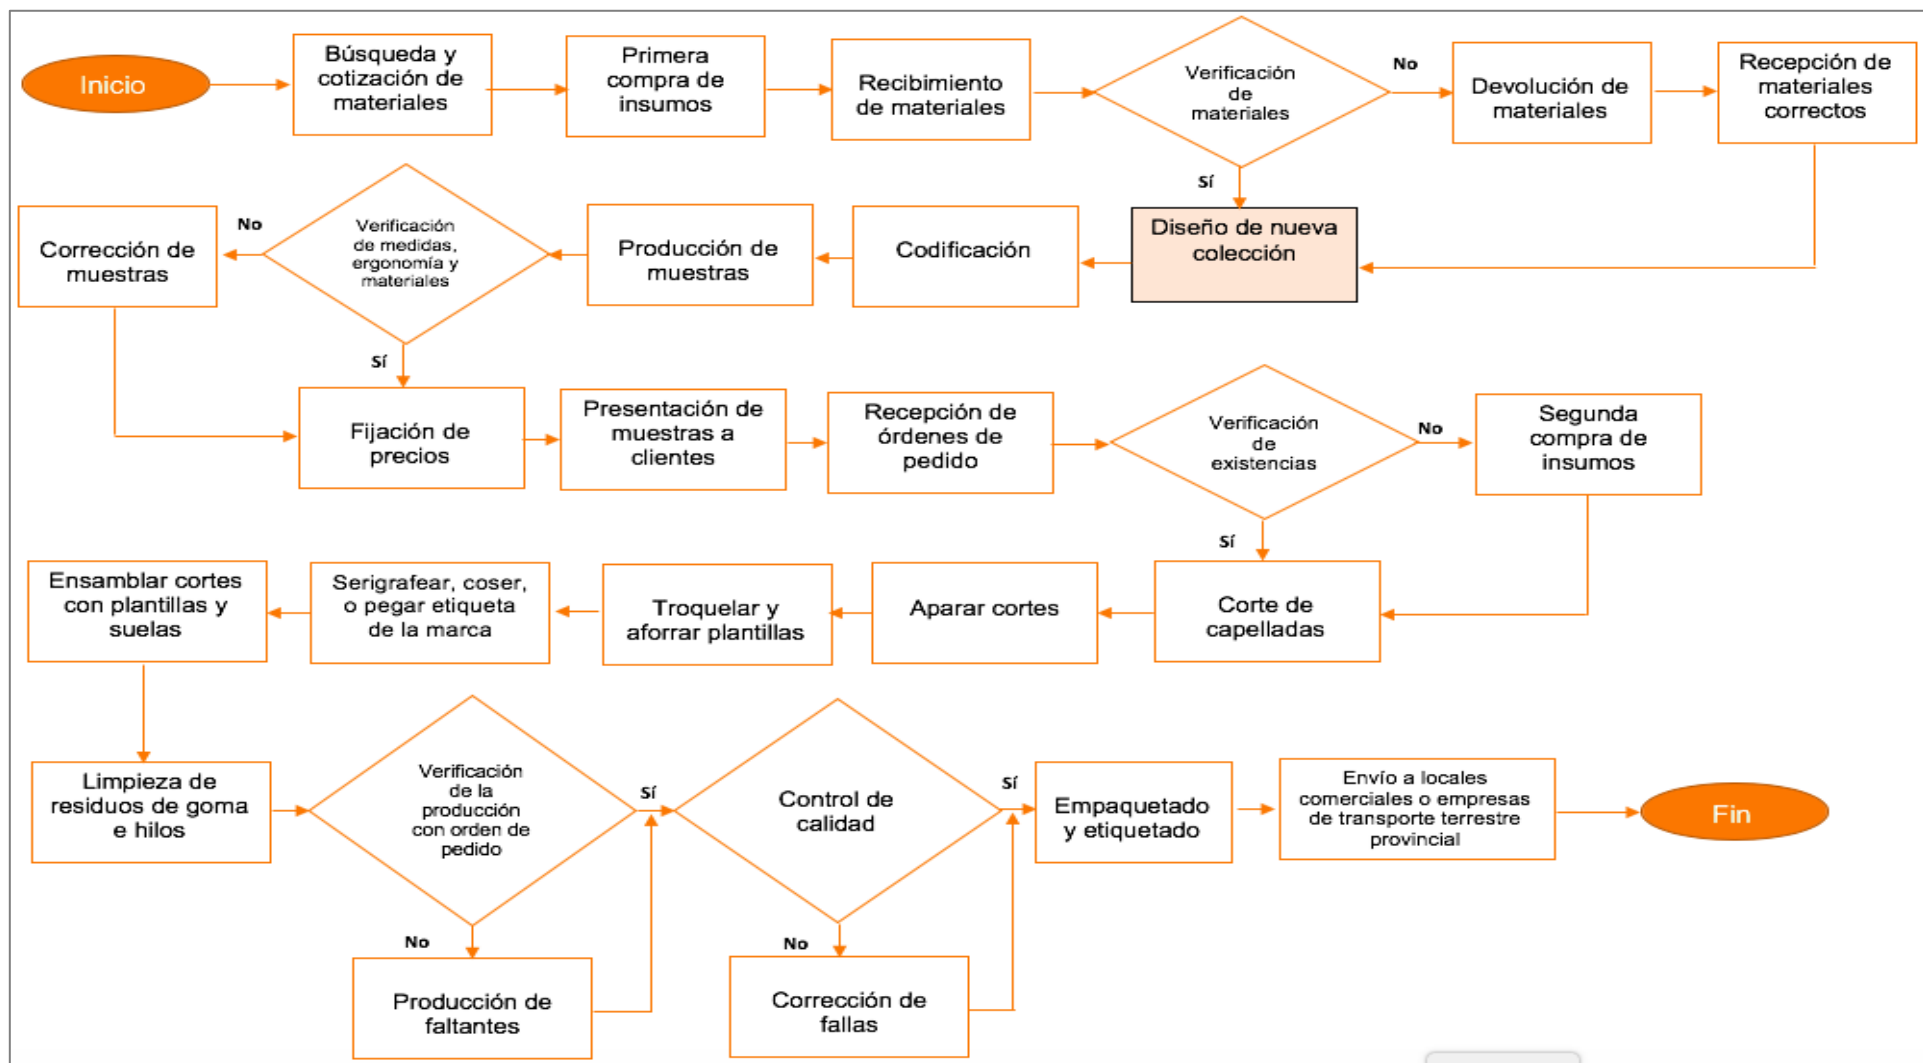 Inicio
Búsqueda y
cotización de
materiales
Primera
compra de
insumos
Recibimiento
de materiales
Verificación
de
materiales
No
Devolución de
materiales
Recepción de
materiales
correctos
Sí
Diseño de nueva
colección
Codificación
Producción de
muestras
Verificación
de medidas,
ergonomía y
materiales
No
Corrección de
muestras
Sí
Fijación de
precios
Presentación de
muestras a
clientes
Recepción de
órdenes de
pedido
Verificación
de
existencias
No
Segunda
compra de
insumos
Sí
Corte de
capelladas
Aparar cortes
Troquelar y
aforrar plantillas
Serigrafear, coser,
o pegar etiqueta
de la marca
Ensamblar cortes
con plantillas y
suelas
Limpieza de
residuos de goma
e hilos
Verificación
de la
producción
con orden de
pedido
Sí
No
Producción de
faltantes
Control de
calidad
Sí
No
Corrección de
fallas
Empaquetado
y etiquetado
Envío a locales
comerciales o empresas
de transporte terrestre
provincial
Fin